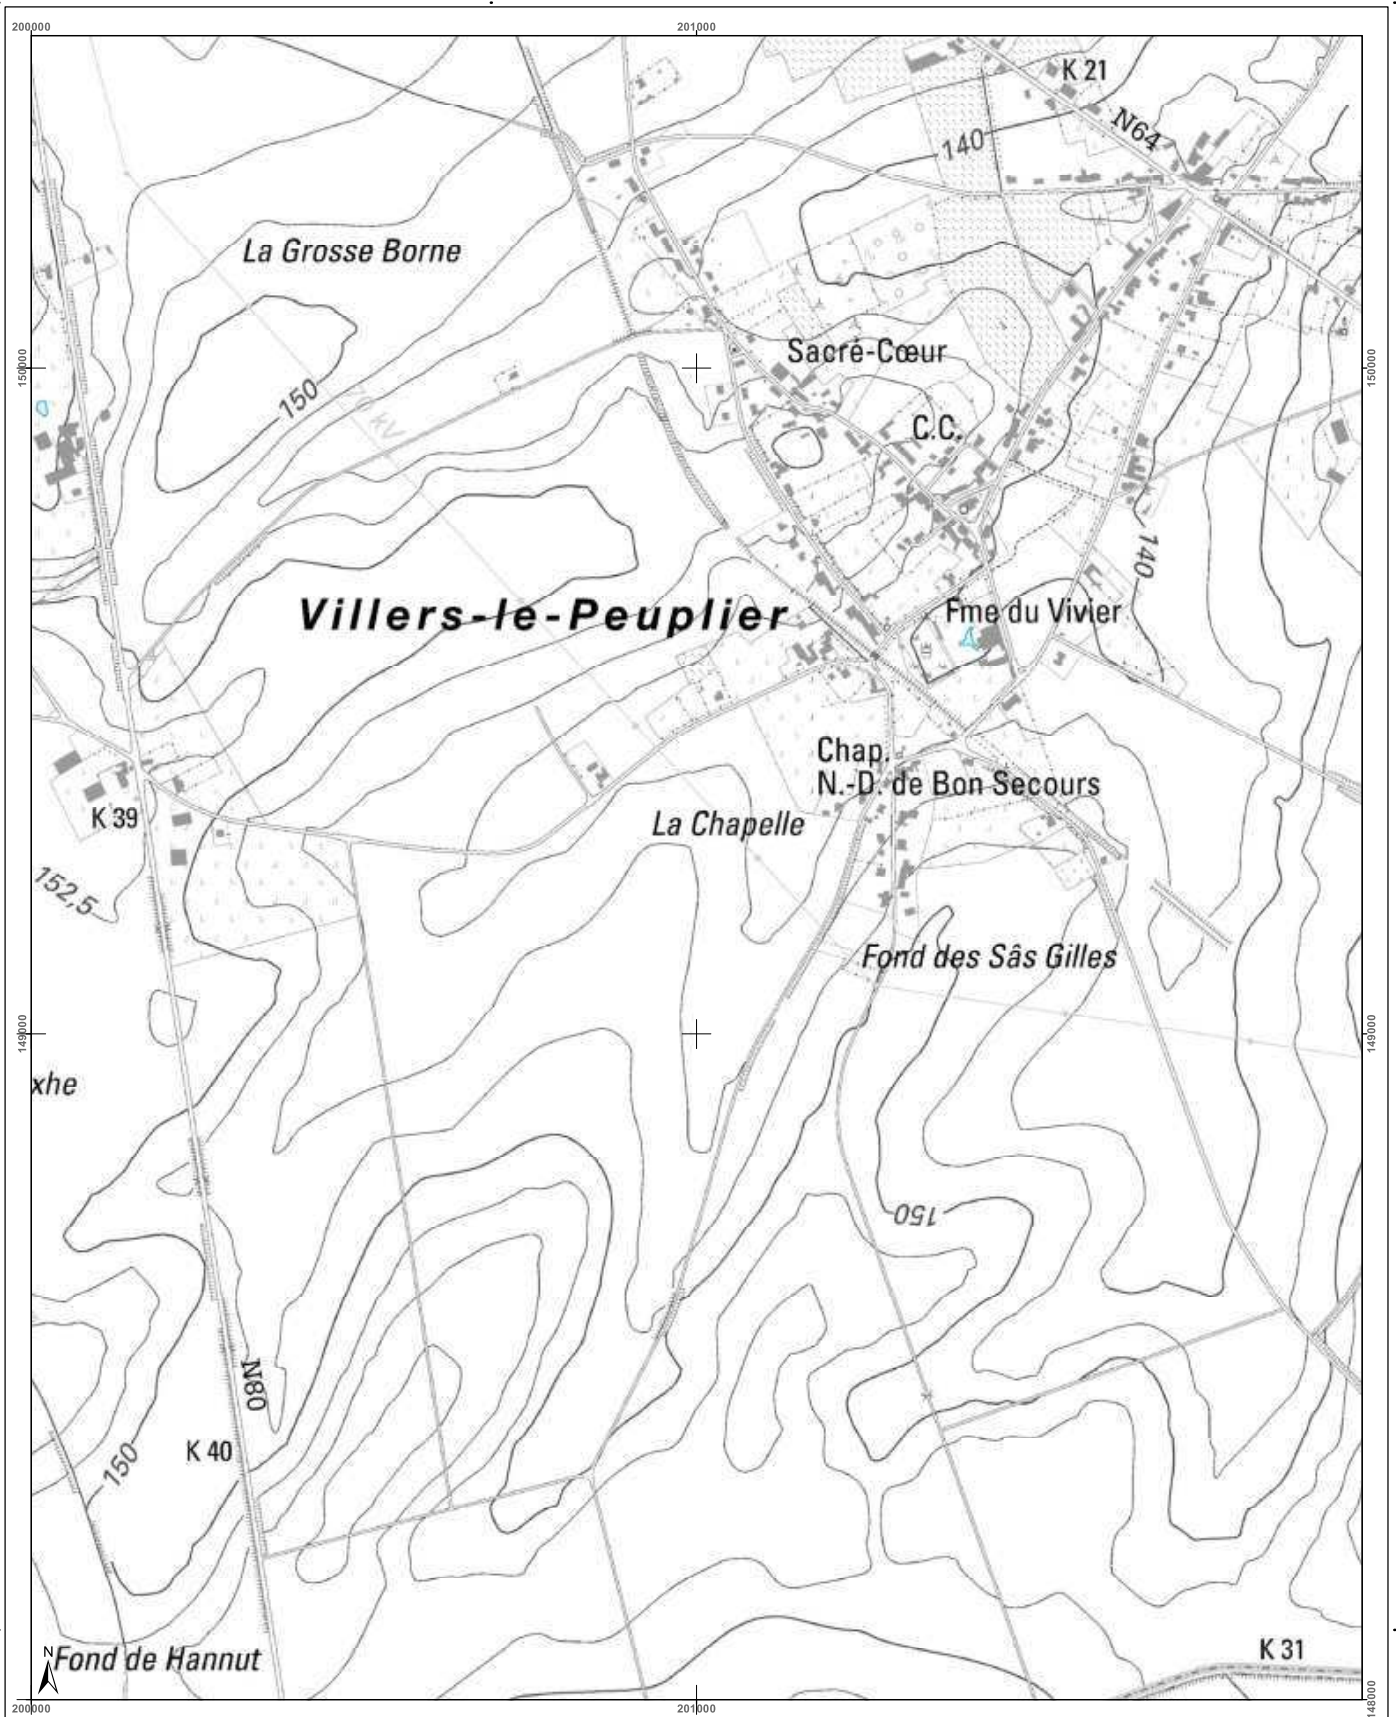 200000
201000
K 21
N64
140
La Grosse Borne
Sacré-Cœur
150000
150000
150
70 kV
C.C.
140
Villers-le-Peuplier
Fme du Vivier
Chap.
N.-D. de Bon Secours
K 39
La Chapelle
152,5
Fond des Sâs Gilles
149000
149000
xhe
150
N80
K 40
150
K 31
N
Fond de Hannut
200000
201000
148000